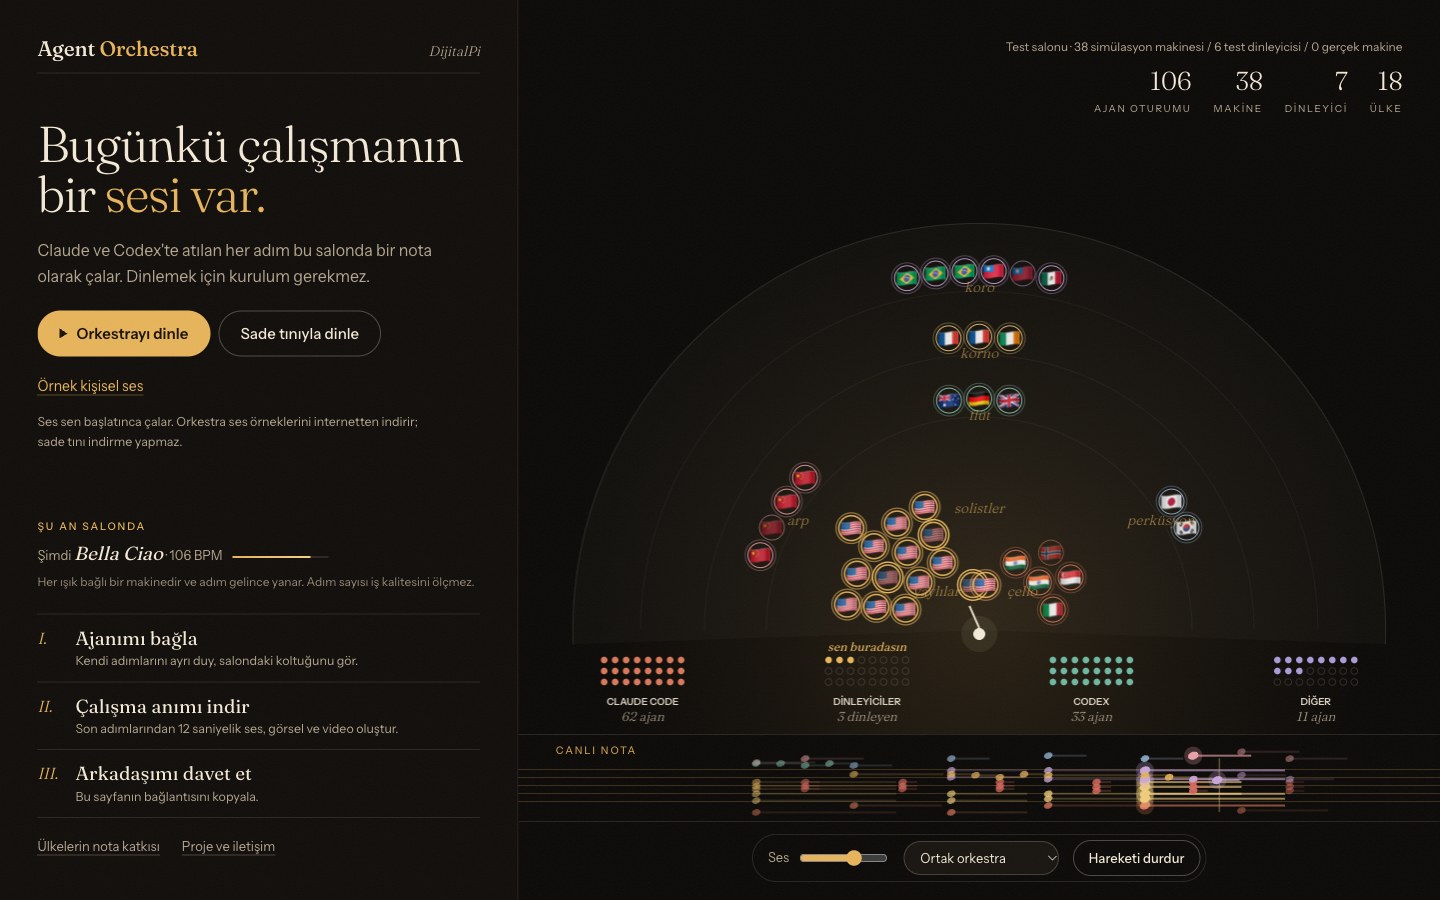 Agent Orchestra
DijitalPi
Bugünkü çalışmanın
bir sesi var.
Claude ve Codex'te atılan her adım bu salonda bir nota
olarak çalar. Dinlemek için kurulum gerekmez.
Orkestrayı dinle
Sade tınıyla dinle
Örnek kişisel ses
Ses sen başlatınca çalar. Orkestra ses örneklerini internetten indirir;
sade tını indirme yapmaz.
ŞU AN SALONDA
Şimdi Bella Ciao · 106 BPM
Her ışık bağlı bir makinedir ve adım gelince yanar. Adım sayısı iş kalitesini ölçmez.
I. Ajanımı bağla
Kendi adımlarını ayrı duy, salondaki koltuğunu gör.
II. Çalışma anımı indir
Son adımlarından 12 saniyelik ses, görsel ve video oluştur.
III. Arkadaşımı davet et
Bu sayfanın bağlantısını kopyala.
Ülkelerin nota katkısı
Proje ve iletişim
Test salonu · 38 simülasyon makinesi / 6 test dinleyicisi / 0 gerçek makine
106 38 7 18
AJAN OTURUMU MAKİNE DİNLEYİCİ ÜLKE
koro
korno
flüt
solistler
arp
çello
sen buradasın
CLAUDE CODE
62 ajan
DİNLEYİCİLER
3 dinleyen
CODEX
33 ajan
DİĞER
11 ajan
CANLI NOTA
Ses
Ortak orkestra
Hareketi durdur